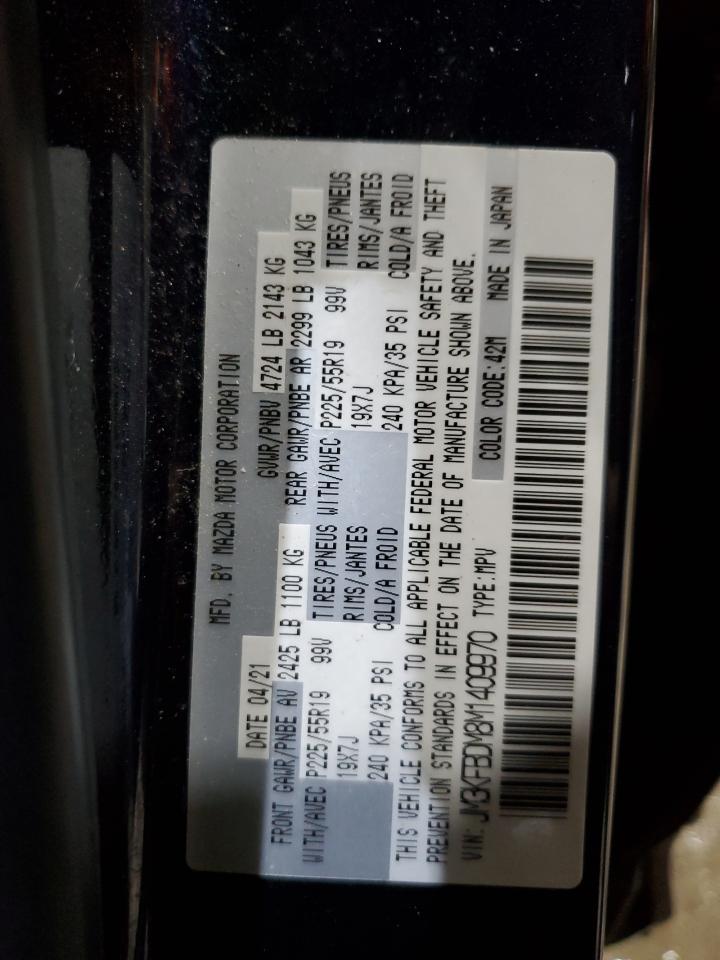 MFD. BY MAZDA MOTOR CORPORATION
DATE 04/21 GVWR/PNBV 4724 LB 2143 KG
FRONT GAWR/PNBE AV 2425 LB 1100 KG REAR GAWR/PNBE AR 2299 LB 1043 KG
WITH/AVEC P225/55R19 99V TIRES/PNEUS WITH/AVEC P225/55R19 99V TIRES/PNEUS
19X7J RIMS/JANTES 19X7J RIMS/JANTES
240 KPA/35 PSI COLD/A FROID 240 KPA/35 PSI COLD/A FROID
THIS VEHICLE CONFORMS TO ALL APPLICABLE FEDERAL MOTOR VEHICLE SAFETY AND THEFT
PREVENTION STANDARDS IN EFFECT ON THE DATE OF MANUFACTURE SHOWN ABOVE.
VIN: JM3KFBDM8M1409970 TYPE:MPV COLOR CODE:42M MADE IN JAPAN